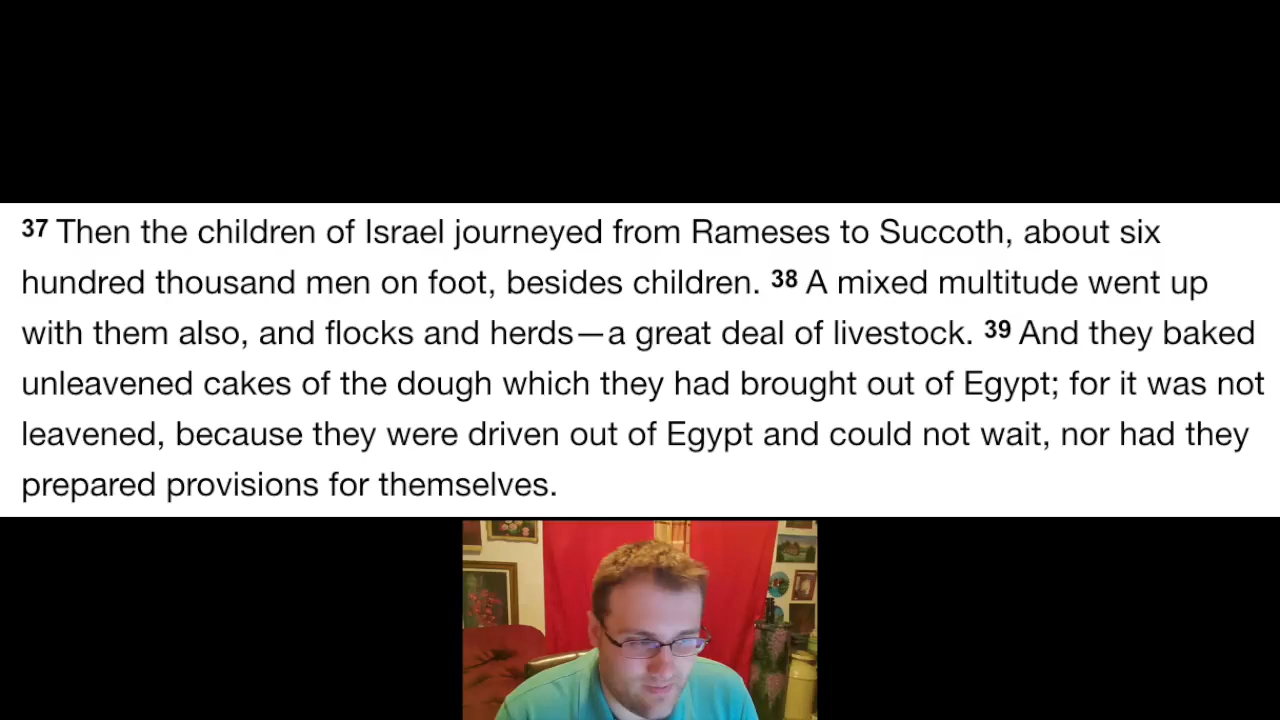 37 Then the children of Israel journeyed from Rameses to Succoth, about six
hundred thousand men on foot, besides children. 38 A mixed multitude went up
with them also, and flocks and herds—a great deal of livestock. 39 And they baked
unleavened cakes of the dough which they had brought out of Egypt; for it was not
leavened, because they were driven out of Egypt and could not wait, nor had they
prepared provisions for themselves.